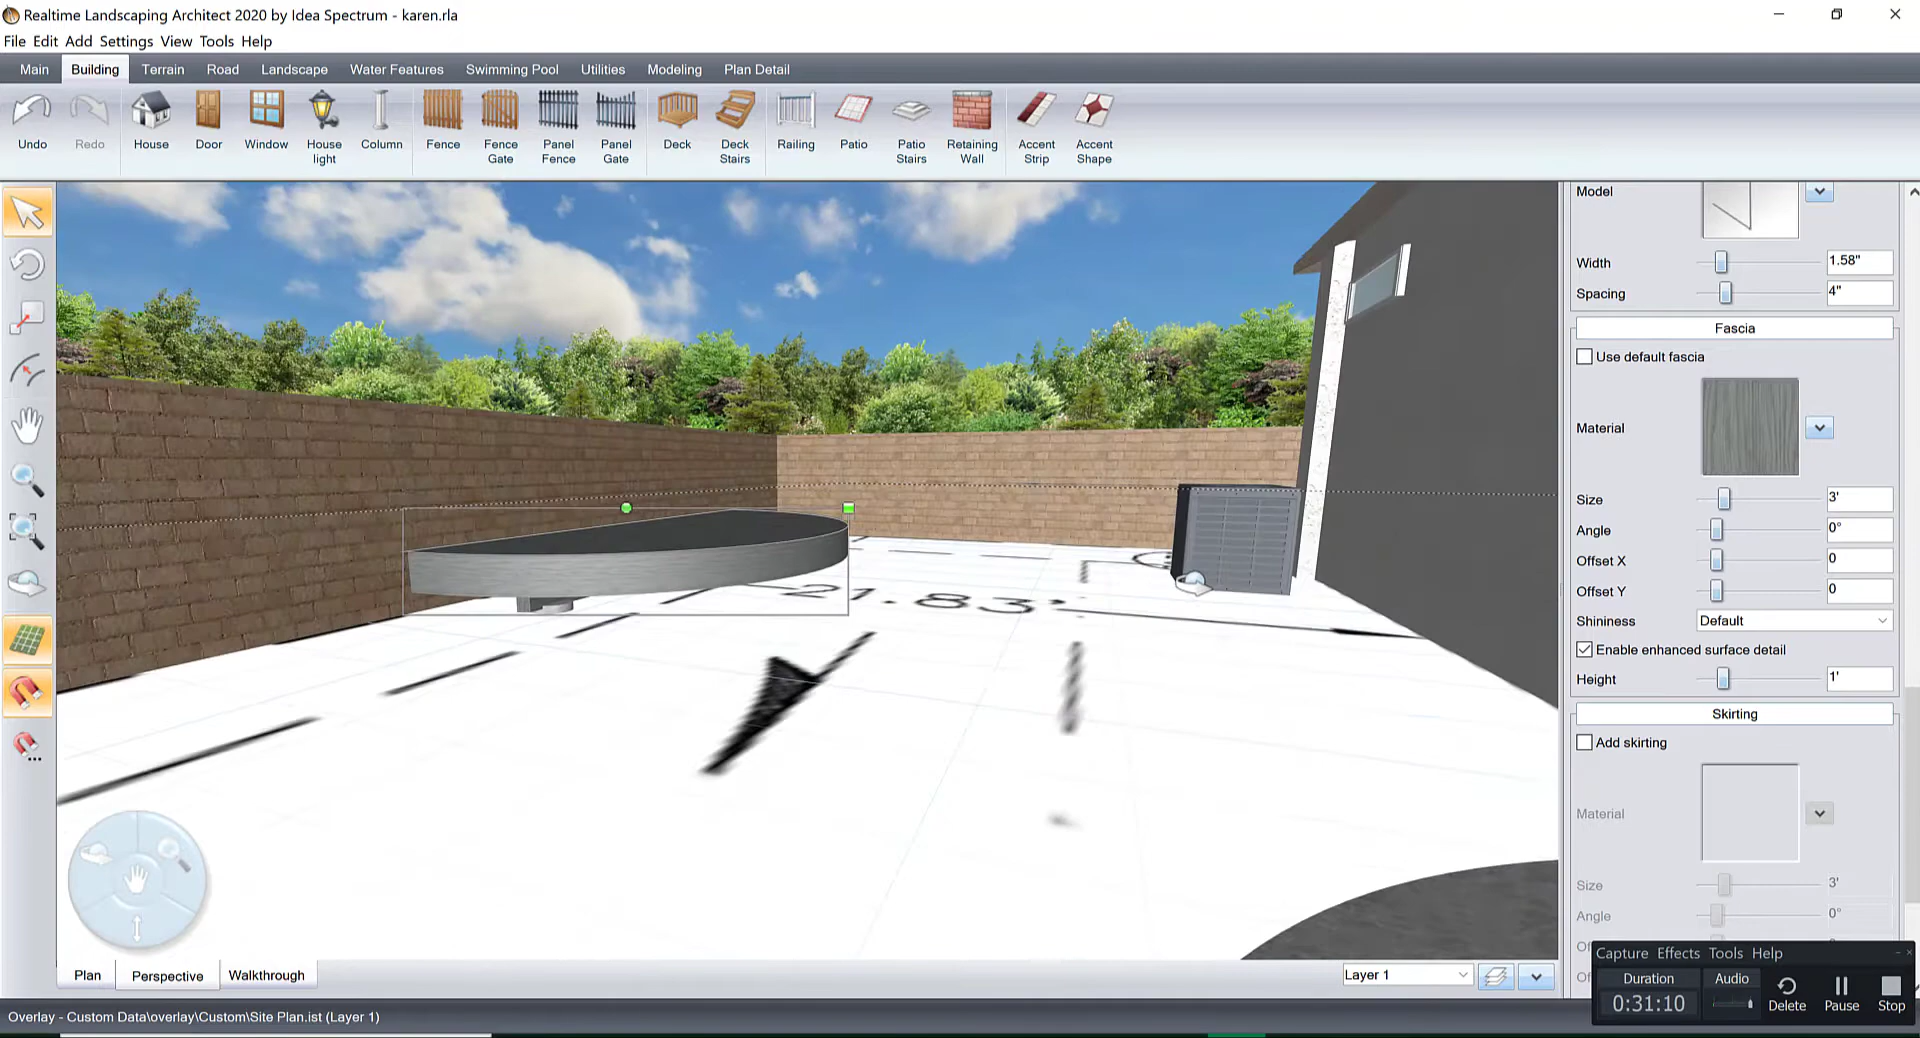 Realtime Landscaping Architect 2020 by Idea Spectrum - karen.rla
File Edit Add Settings View Tools Help
Main Building Terrain Road Landscape Water Features Swimming Pool Utilities Modeling Plan Detail
Undo Redo House Door Window House light Column Fence Fence Gate Panel Fence Panel Gate Deck Deck Stairs Railing Patio Patio Stairs Retaining Wall Accent Strip Accent Shape
Model
Width 1.58"
Spacing 4"
Fascia
Use default fascia
Material
Size 3'
Angle 0°
Offset X 0
Offset Y 0
Shininess Default
Enable enhanced surface detail
Height 1'
Skirting
Add skirting
Material
Size 3'
Angle 0°
21.83'
Capture Effects Tools Help
Duration Audio
0:31:10 Delete Pause Stop
Plan Perspective Walkthrough
Layer 1
Overlay - Custom Data\overlay\Custom\Site Plan.ist (Layer 1)